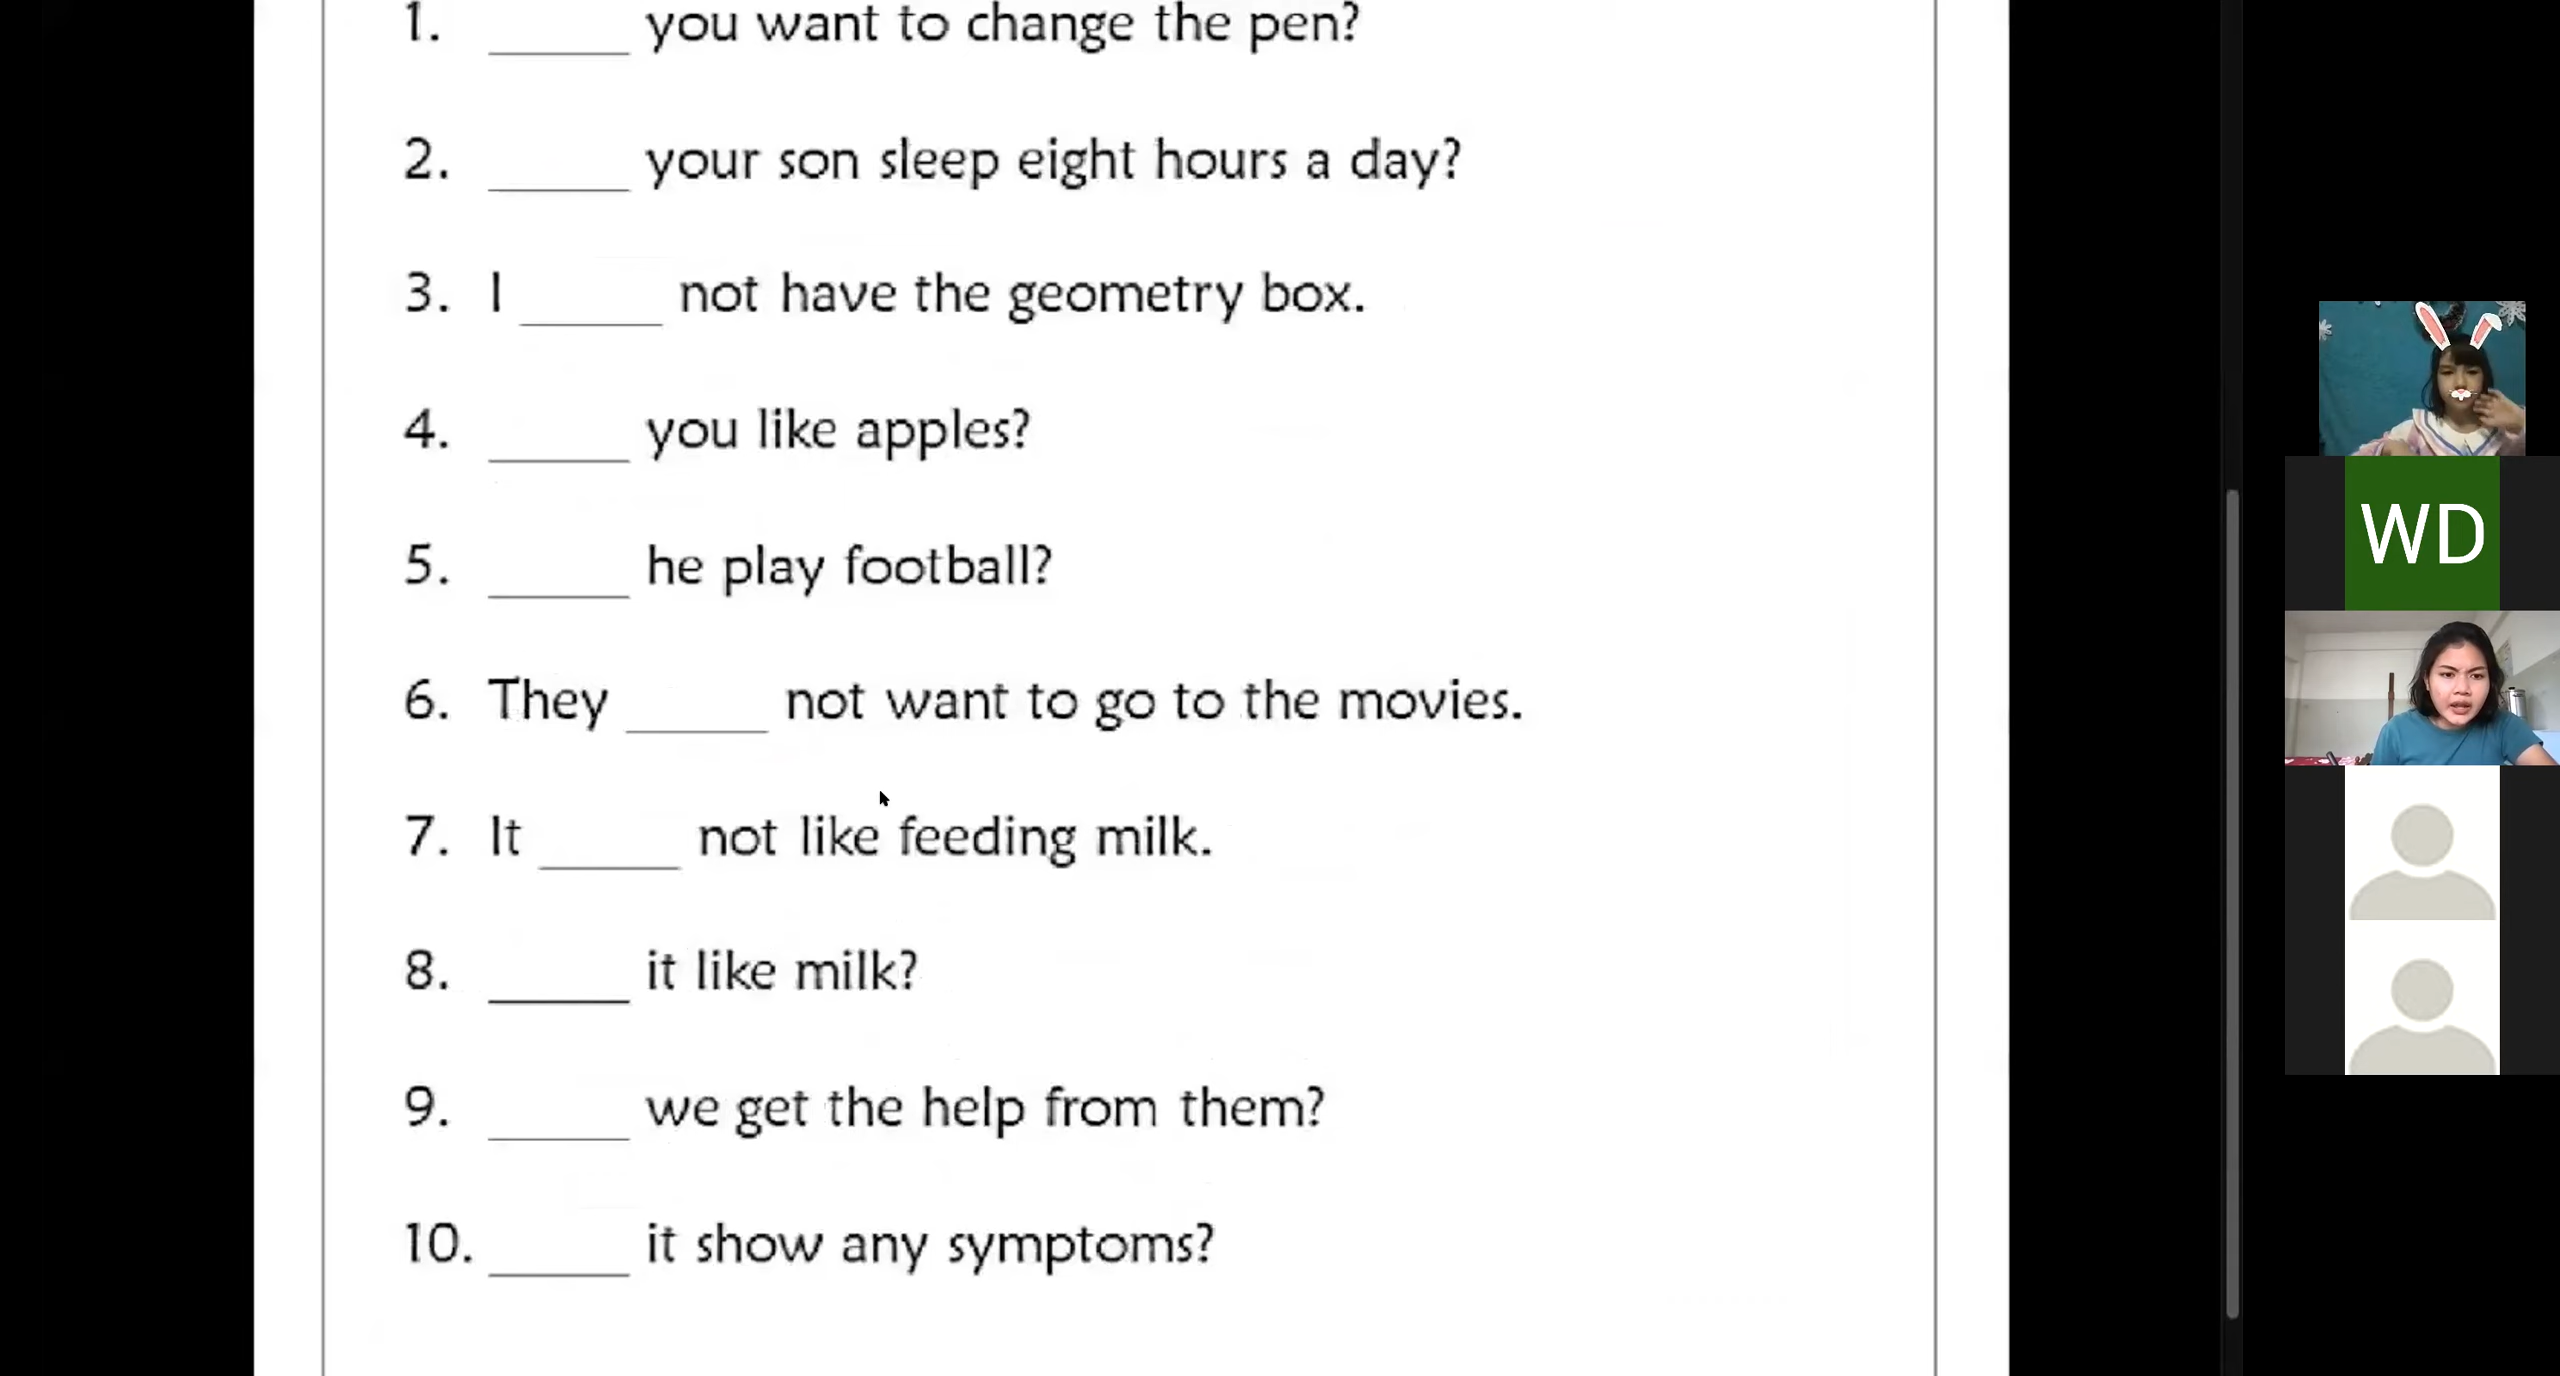 1. _____ you want to change the pen?
2. _____ your son sleep eight hours a day?
3. I _____ not have the geometry box.
4. _____ you like apples?
5. _____ he play football?
6. They _____ not want to go to the movies.
7. It _____ not like feeding milk.
8. _____ it like milk?
9. _____ we get the help from them?
10. _____ it show any symptoms?
WD